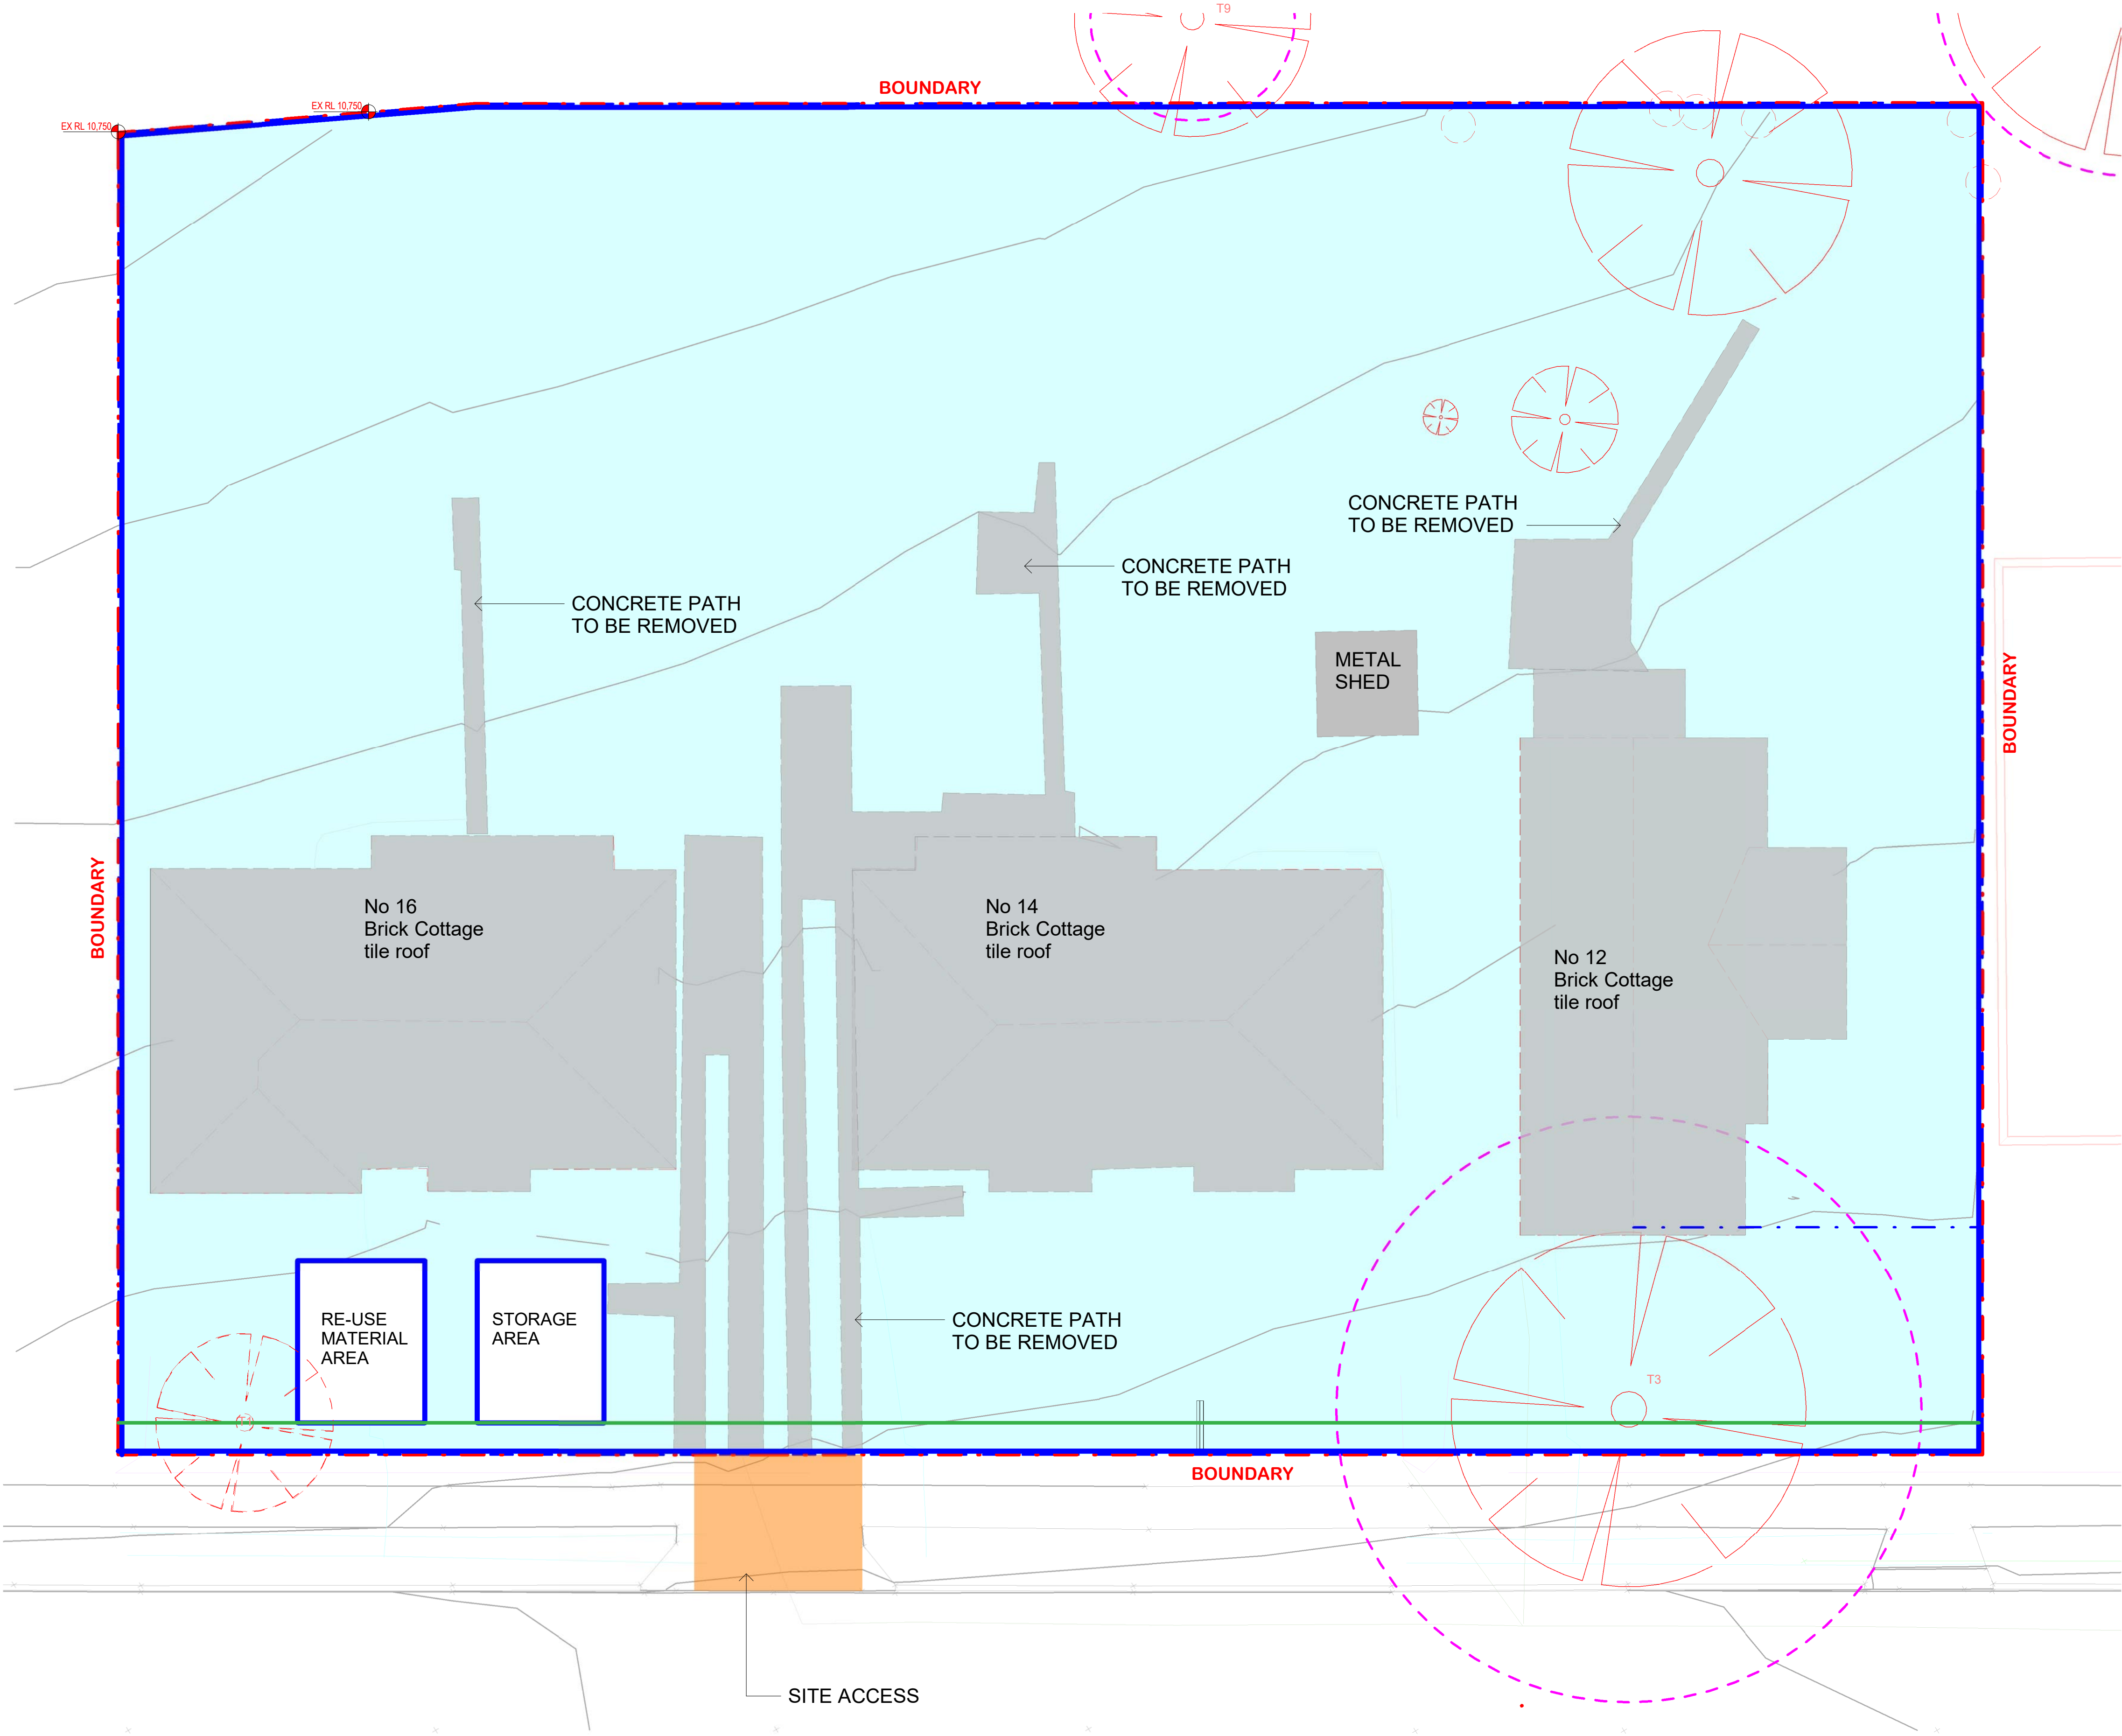 T9
BOUNDARY
EX RL 10,750
EX RL 10,750
CONCRETE PATH
TO BE REMOVED
CONCRETE PATH
TO BE REMOVED
CONCRETE PATH
TO BE REMOVED
METAL
SHED
BOUNDARY
BOUNDARY
No 16
Brick Cottage
tile roof
No 14
Brick Cottage
tile roof
No 12
Brick Cottage
tile roof
RE-USE
MATERIAL
AREA
STORAGE
AREA
CONCRETE PATH
TO BE REMOVED
T3
BOUNDARY
SITE ACCESS